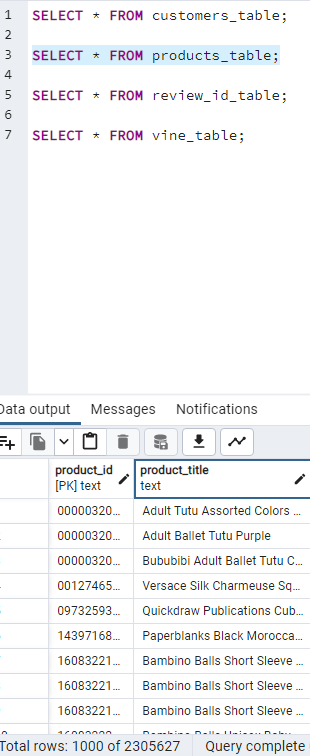 1 SELECT * FROM customers_table;
2
3 SELECT * FROM products_table;
4
5 SELECT * FROM review_id_table;
6
7 SELECT * FROM vine_table;
Data output Messages Notifications
product_id product_title
[PK] text text
00000320... Adult Tutu Assorted Colors ...
00000320... Adult Ballet Tutu Purple
00000320... Bububibi Adult Ballet Tutu C...
00127465... Versace Silk Charmeuse Sq...
09732593... Quickdraw Publications Cub...
14397168... Paperblanks Black Morocca...
16083221... Bambino Balls Short Sleeve ...
16083221... Bambino Balls Short Sleeve ...
16083221... Bambino Balls Short Sleeve ...
Total rows: 1000 of 2305627 Query complete